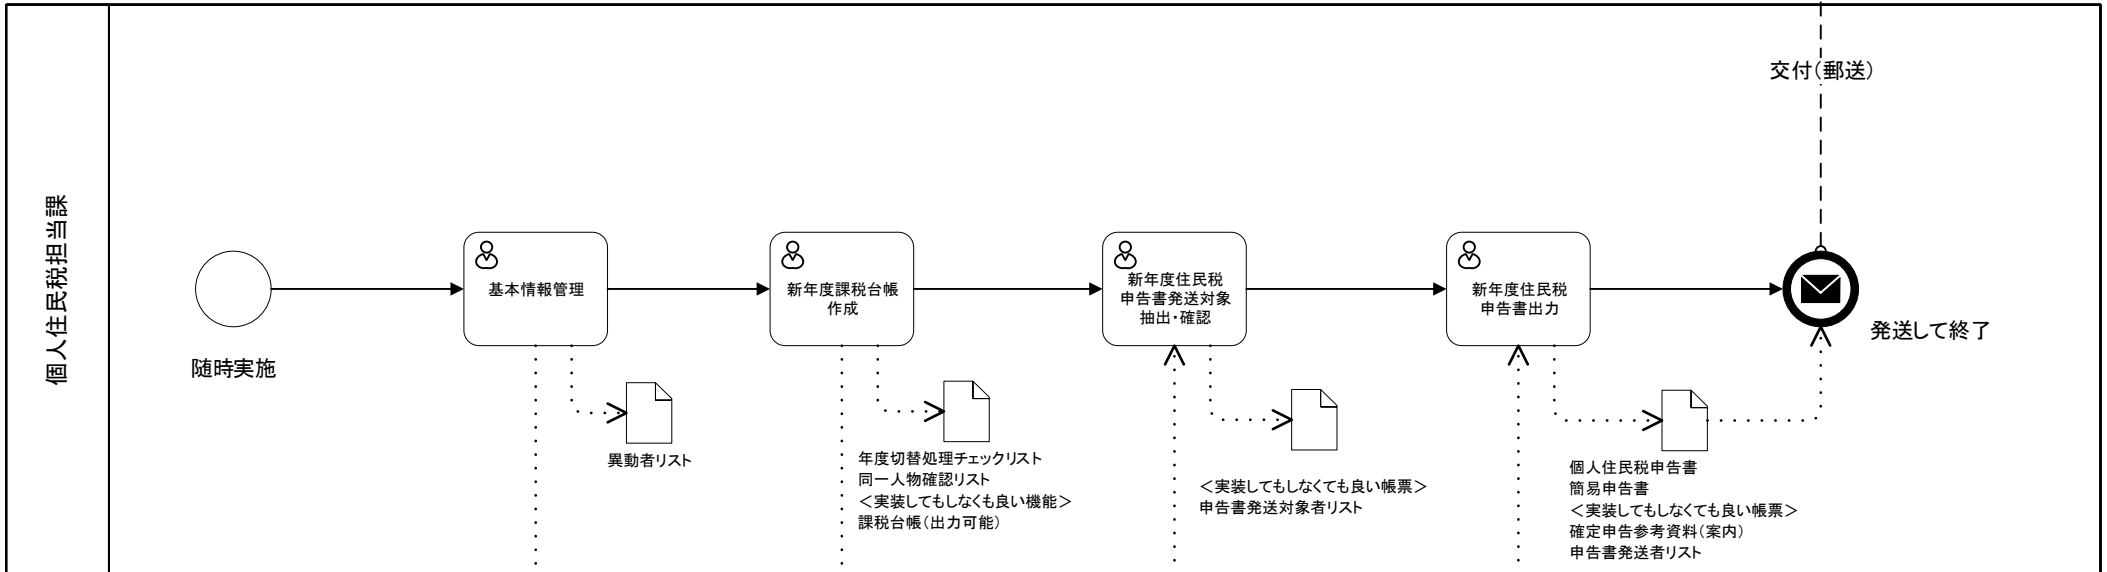 個人住民税担当課
交付(郵送)
随時実施
基本情報管理
新年度課税台帳
作成
新年度住民税
申告書発送対象
抽出・確認
新年度住民税
申告書出力
発送して終了
異動者リスト
年度切替処理チェックリスト
同一人物確認リスト
＜実装してもしなくも良い機能＞
課税台帳(出力可能)
＜実装してもしなくても良い帳票＞
申告書発送対象者リスト
個人住民税申告書
簡易申告書
＜実装してもしなくても良い帳票＞
確定申告参考資料(案内)
申告書発送者リスト